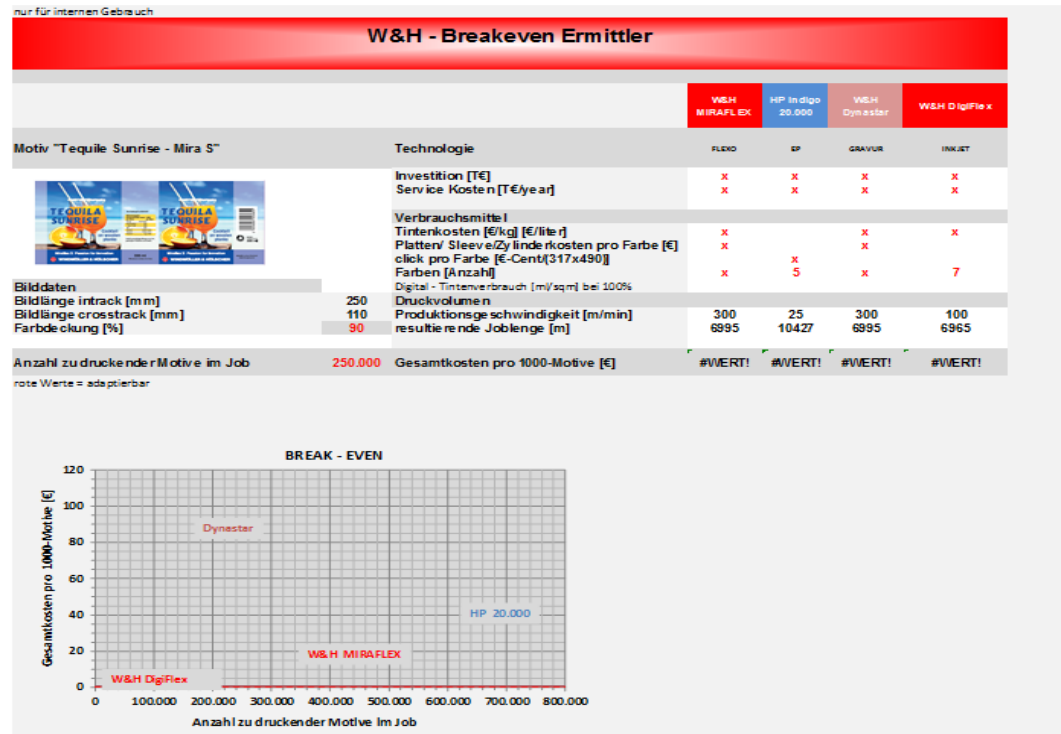 nur für internen Gebrauch
W&H - Breakeven Ermittler
W&H MIRAFLEX HP Indigo 20.000 W&H Dynastar W&H DigiFlex
Motiv "Tequile Sunrise - Mira S" Technologie FLEXO EP GRAVUR INKJET
Investition [T€] x x x x
Service Kosten [T€/year] x x x x
TEQUILA SUNRISE TEQUILA SUNRISE
WINDMÖLLER & HÖLSCHER WINDMÖLLER & HÖLSCHER
Verbrauchsmittel
Tintenkosten [€/kg] [€/liter] x x x
Platten/ Sleeve/Zylinderkosten pro Farbe [€] x x
click pro Farbe [€-Cent/(317x490)] x
Farben [Anzahl] x 5 x 7
Bilddaten Digital - Tintenverbrauch [ml/sqm] bei 100%
Bildlänge intrack [mm] 250 Druckvolumen
Bildlänge crosstrack [mm] 110 Produktionsgeschwindigkeit [m/min] 300 25 300 100
Farbdeckung [%] 90 resultierende Joblenge [m] 6995 10427 6995 6965
Anzahl zu druckender Motive im Job 250.000 Gesamtkosten pro 1000-Motive [€] #WERT! #WERT! #WERT! #WERT!
rote Werte = adaptierbar
BREAK - EVEN
Gesamtkosten pro 1000-Motive [€]
120
100
Dynastar
80
60
40
HP 20.000
20
W&H MIRAFLEX
W&H DigiFlex
0
0 100.000 200.000 300.000 400.000 500.000 600.000 700.000 800.000
Anzahl zu druckender Motive im Job